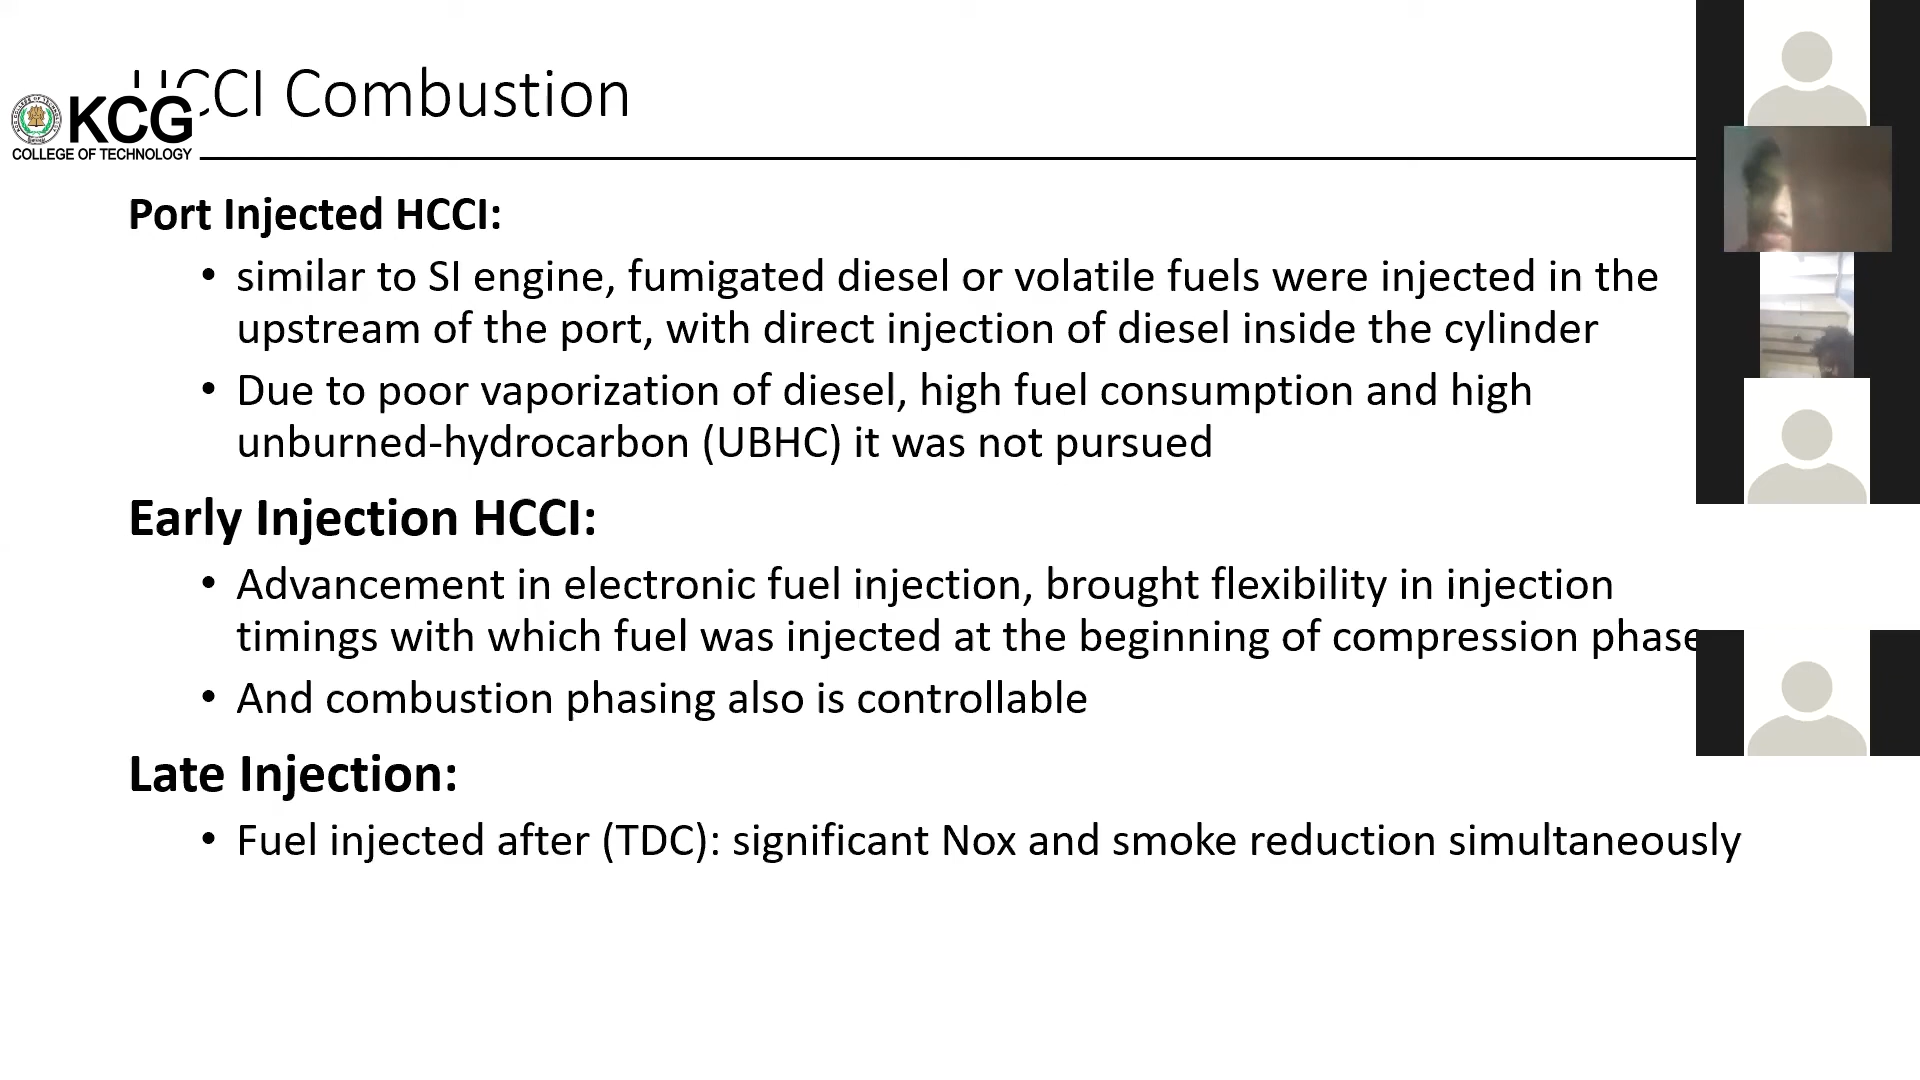 HCCI Combustion
KCG
COLLEGE OF TECHNOLOGY
Port Injected HCCI:
• similar to SI engine, fumigated diesel or volatile fuels were injected in the
upstream of the port, with direct injection of diesel inside the cylinder
• Due to poor vaporization of diesel, high fuel consumption and high
unburned-hydrocarbon (UBHC) it was not pursued
Early Injection HCCI:
• Advancement in electronic fuel injection, brought flexibility in injection
timings with which fuel was injected at the beginning of compression phase
• And combustion phasing also is controllable
Late Injection:
• Fuel injected after (TDC): significant Nox and smoke reduction simultaneously